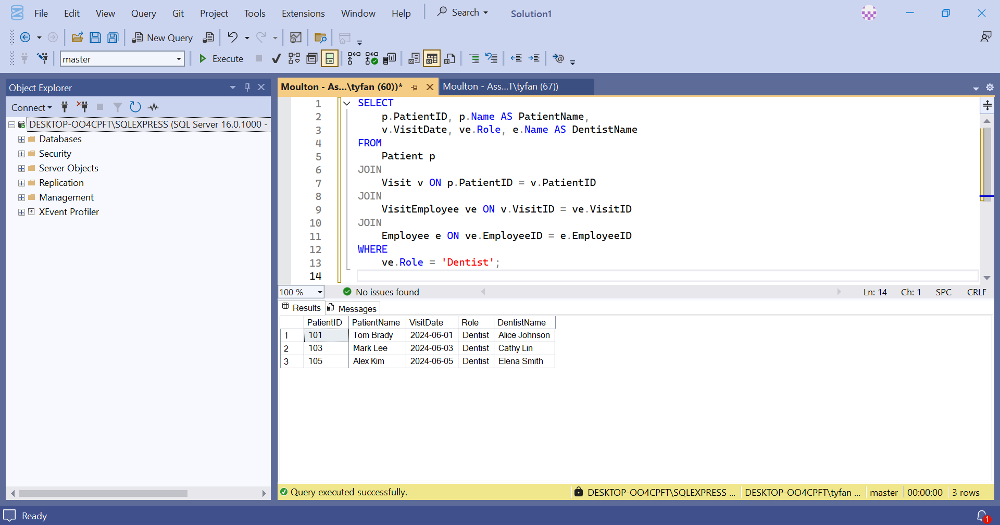 File Edit View Query Git Project Tools Extensions Window Help Search Solution1
New Query
master Execute
Object Explorer
Connect
DESKTOP-OO4CPFT\SQLEXPRESS (SQL Server 16.0.1000 -
Databases
Security
Server Objects
Replication
Management
XEvent Profiler
Moulton - As...\tyfan (60))* Moulton - Ass...T\tyfan (67))
1 SELECT
2 p.PatientID, p.Name AS PatientName,
3 v.VisitDate, ve.Role, e.Name AS DentistName
4 FROM
5 Patient p
6 JOIN
7 Visit v ON p.PatientID = v.PatientID
8 JOIN
9 VisitEmployee ve ON v.VisitID = ve.VisitID
10 JOIN
11 Employee e ON ve.EmployeeID = e.EmployeeID
12 WHERE
13 ve.Role = 'Dentist';
14
100 % No issues found Ln: 14 Ch: 1 SPC CRLF
Results Messages
PatientID PatientName VisitDate Role DentistName
1 101 Tom Brady 2024-06-01 Dentist Alice Johnson
2 103 Mark Lee 2024-06-03 Dentist Cathy Lin
3 105 Alex Kim 2024-06-05 Dentist Elena Smith
Query executed successfully. DESKTOP-OO4CPFT\SQLEXPRESS ... DESKTOP-OO4CPFT\tyfan ... master 00:00:00 3 rows
Ready 1